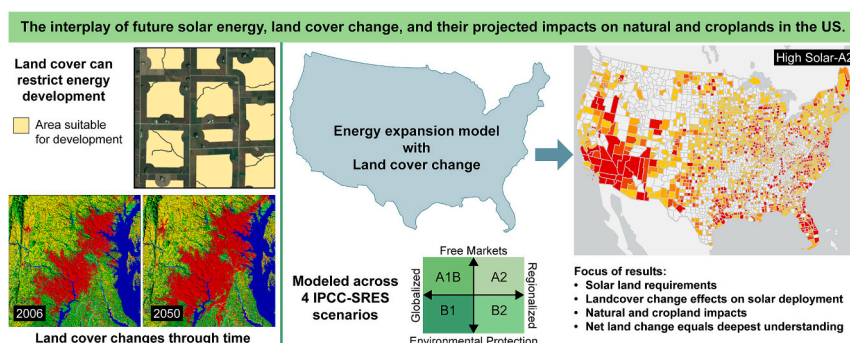 The interplay of future solar energy, land cover change, and their projected impacts on natural and croplands in the US.
Land cover can
restrict energy
development
Area suitable
for development
2006
2050
Land cover changes through time
Energy expansion model
with
Land cover change
Modeled across
4 IPCC-SRES
scenarios
Free Markets
Globalized
A1B
A2
B1
B2
Regionalized
Environmental Protection
High Solar-A2
Focus of results:
• Solar land requirements
• Landcover change effects on solar deployment
• Natural and cropland impacts
• Net land change equals deepest understanding